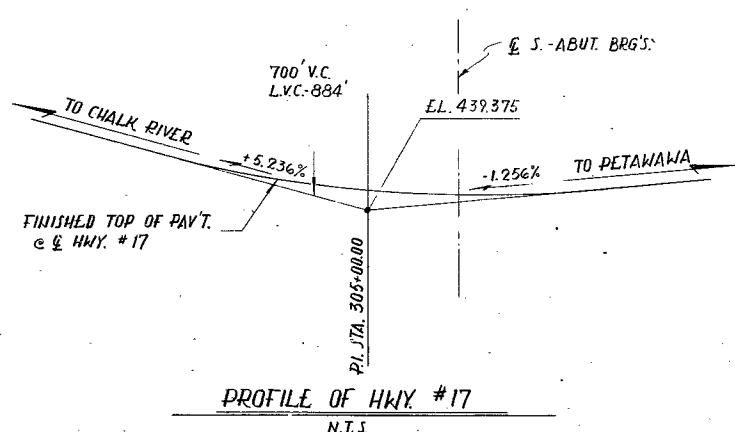 ℄ S.-ABUT. BRG'S.
700' V.C.
L.V.C.-884'
EL. 439.375
TO CHALK RIVER
+5.236%
-1.256%
TO PETAWAWA
FINISHED TOP OF PAV'T.
@ ℄ HWY. #17
P.I. STA. 305+00.00
PROFILE OF HWY. #17
N.T.S.